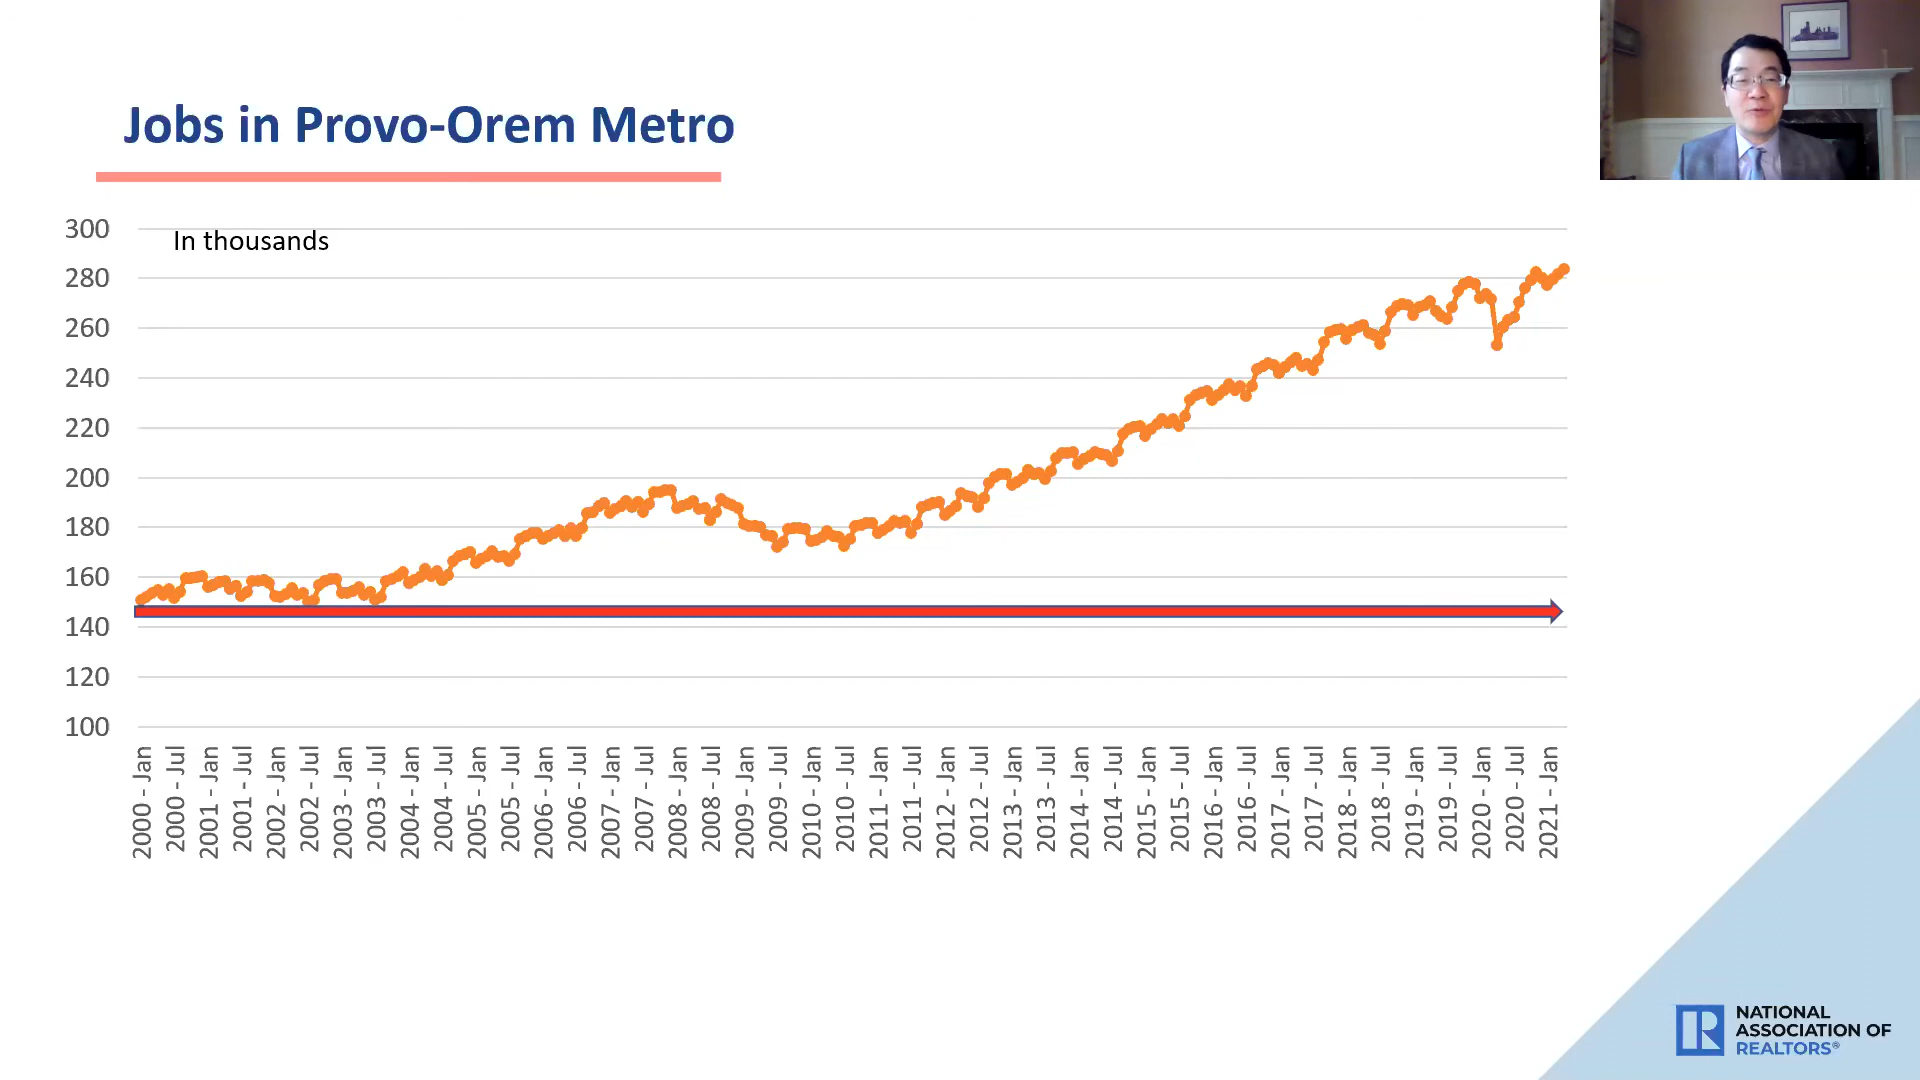 Jobs in Provo-Orem Metro
In thousands
300
280
260
240
220
200
180
160
140
120
100
2000 - Jan
2000 - Jul
2001 - Jan
2001 - Jul
2002 - Jan
2002 - Jul
2003 - Jan
2003 - Jul
2004 - Jan
2004 - Jul
2005 - Jan
2005 - Jul
2006 - Jan
2006 - Jul
2007 - Jan
2007 - Jul
2008 - Jan
2008 - Jul
2009 - Jan
2009 - Jul
2010 - Jan
2010 - Jul
2011 - Jan
2011 - Jul
2012 - Jan
2012 - Jul
2013 - Jan
2013 - Jul
2014 - Jan
2014 - Jul
2015 - Jan
2015 - Jul
2016 - Jan
2016 - Jul
2017 - Jan
2017 - Jul
2018 - Jan
2018 - Jul
2019 - Jan
2019 - Jul
2020 - Jan
2020 - Jul
2021 - Jan
NATIONAL
ASSOCIATION OF
REALTORS®